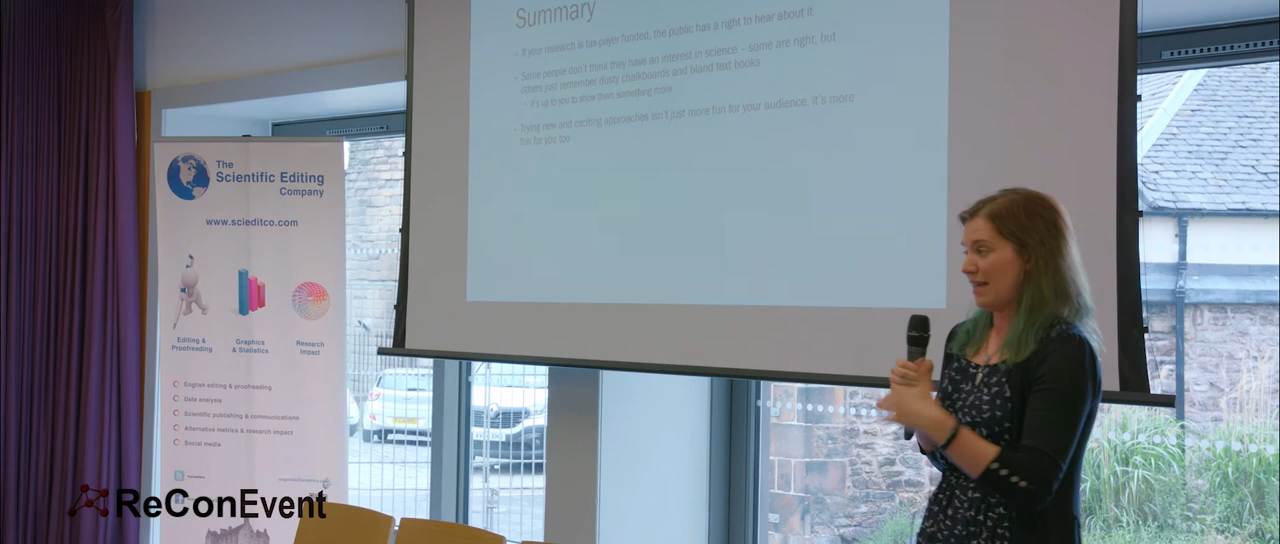 Summary
• If your research is tax-payer funded, the public has a right to hear about it
• Some people don't think they have an interest in science – some are right, but
others just remember dusty chalkboards and bland text books
• It's up to you to show them something more
• Trying new and exciting approaches isn't just more fun for your audience, it's more
fun for you too
The
Scientific Editing
Company
www.scieditco.com
Editing &
Proofreading
Graphics
& Statistics
Research
Impact
English editing & proofreading
Data analysis
Scientific publishing & communications
Alternative metrics & research impact
Social media
ReConEvent